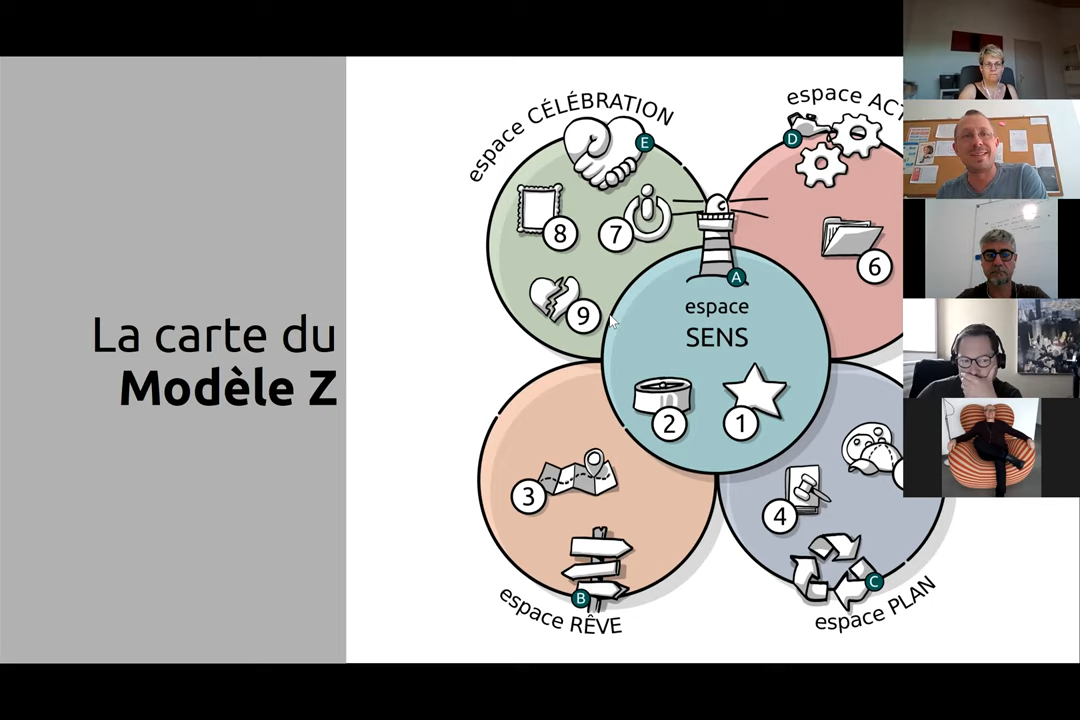 La carte du
Modèle Z
espace CÉLÉBRATION
E
8
7
9
espace ACT
D
6
A
espace
SENS
2
1
3
B
espace RÊVE
4
C
espace PLAN